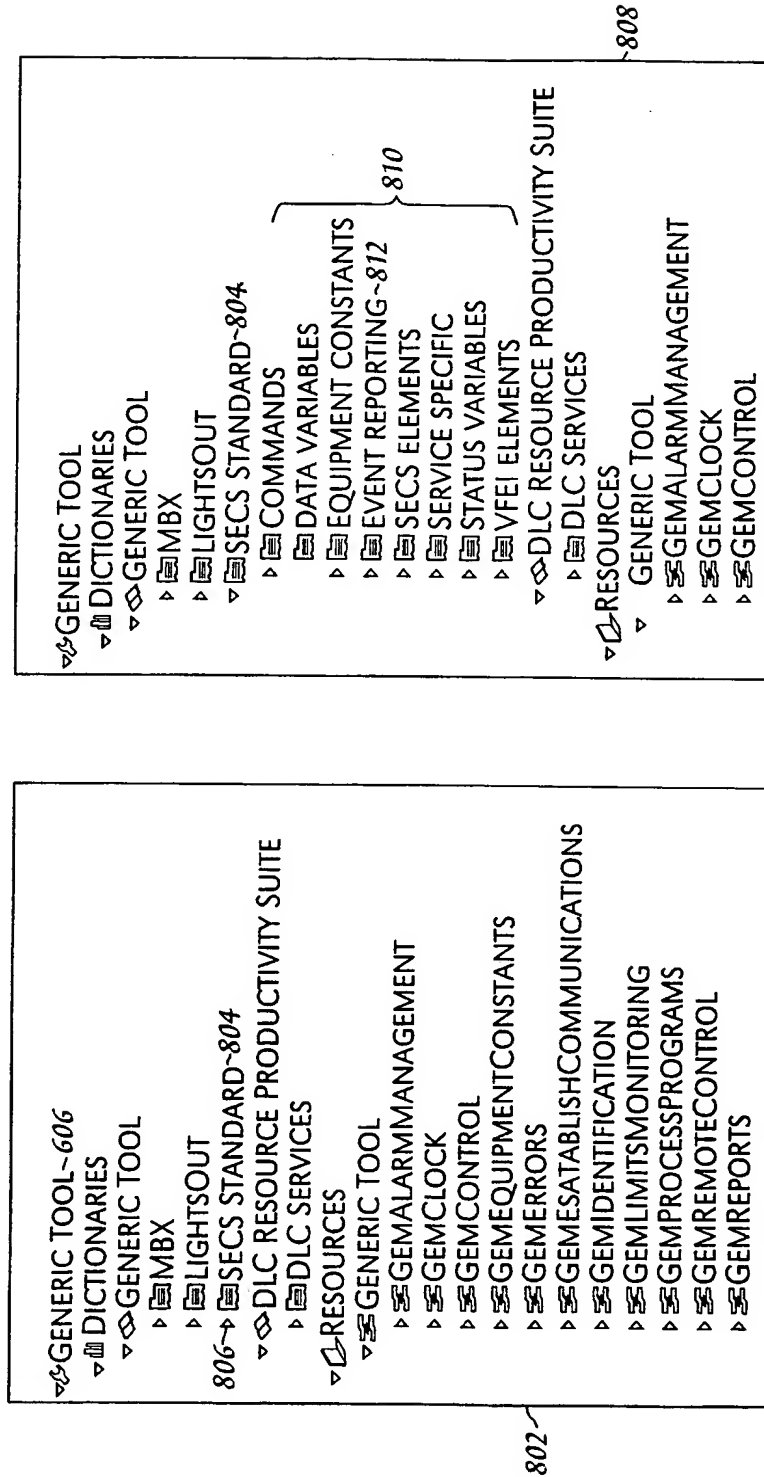 GENERIC TOOL~606
DICTIONARIES
GENERIC TOOL
MBX
LIGHTSOUT
806 SECS STANDARD~804
DLC RESOURCE PRODUCTIVITY SUITE
DLC SERVICES
RESOURCES
GENERIC TOOL
GEMALARMMANAGEMENT
GEMCLOCK
GEMCONTROL
GEMEQUIPMENTCONSTANTS
GEMERRORS
GEMESATABLISHCOMMUNICATIONS
GEMIDENTIFICATION
GEMLIMITSMONITORING
GEMPROCESSPROGRAMS
GEMREMOTECONTROL
GEMREPORTS
802
GENERIC TOOL
DICTIONARIES
GENERIC TOOL
MBX
LIGHTSOUT
SECS STANDARD~804
COMMANDS
DATA VARIABLES
EQUIPMENT CONSTANTS
EVENT REPORTING~812
SECS ELEMENTS
SERVICE SPECIFIC
STATUS VARIABLES
VFEI ELEMENTS
810
DLC RESOURCE PRODUCTIVITY SUITE
DLC SERVICES
RESOURCES
GENERIC TOOL
GEMALARMMANAGEMENT
GEMCLOCK
GEMCONTROL
808